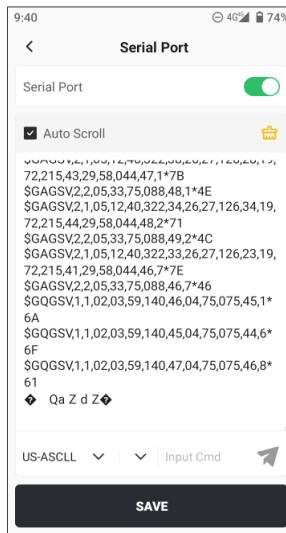 9:40
4G 74%
Serial Port
Serial Port
Auto Scroll
72,215,43,29,58,044,47,1*7B
$GAGSV,2,2,05,33,75,088,48,1*4E
$GAGSV,2,1,05,12,40,322,34,26,27,126,34,19,
72,215,44,29,58,044,48,2*71
$GAGSV,2,2,05,33,75,088,49,2*4C
$GAGSV,2,1,05,12,40,322,33,26,27,126,23,19,
72,215,41,29,58,044,46,7*7E
$GAGSV,2,2,05,33,75,088,46,7*46
$GQGSV,1,1,02,03,59,140,46,04,75,075,45,1*
6A
$GQGSV,1,1,02,03,59,140,45,04,75,075,44,6*
6F
$GQGSV,1,1,02,03,59,140,47,04,75,075,46,8*
61
� Qa Z d Z�
US-ASCLL Input Cmd
SAVE